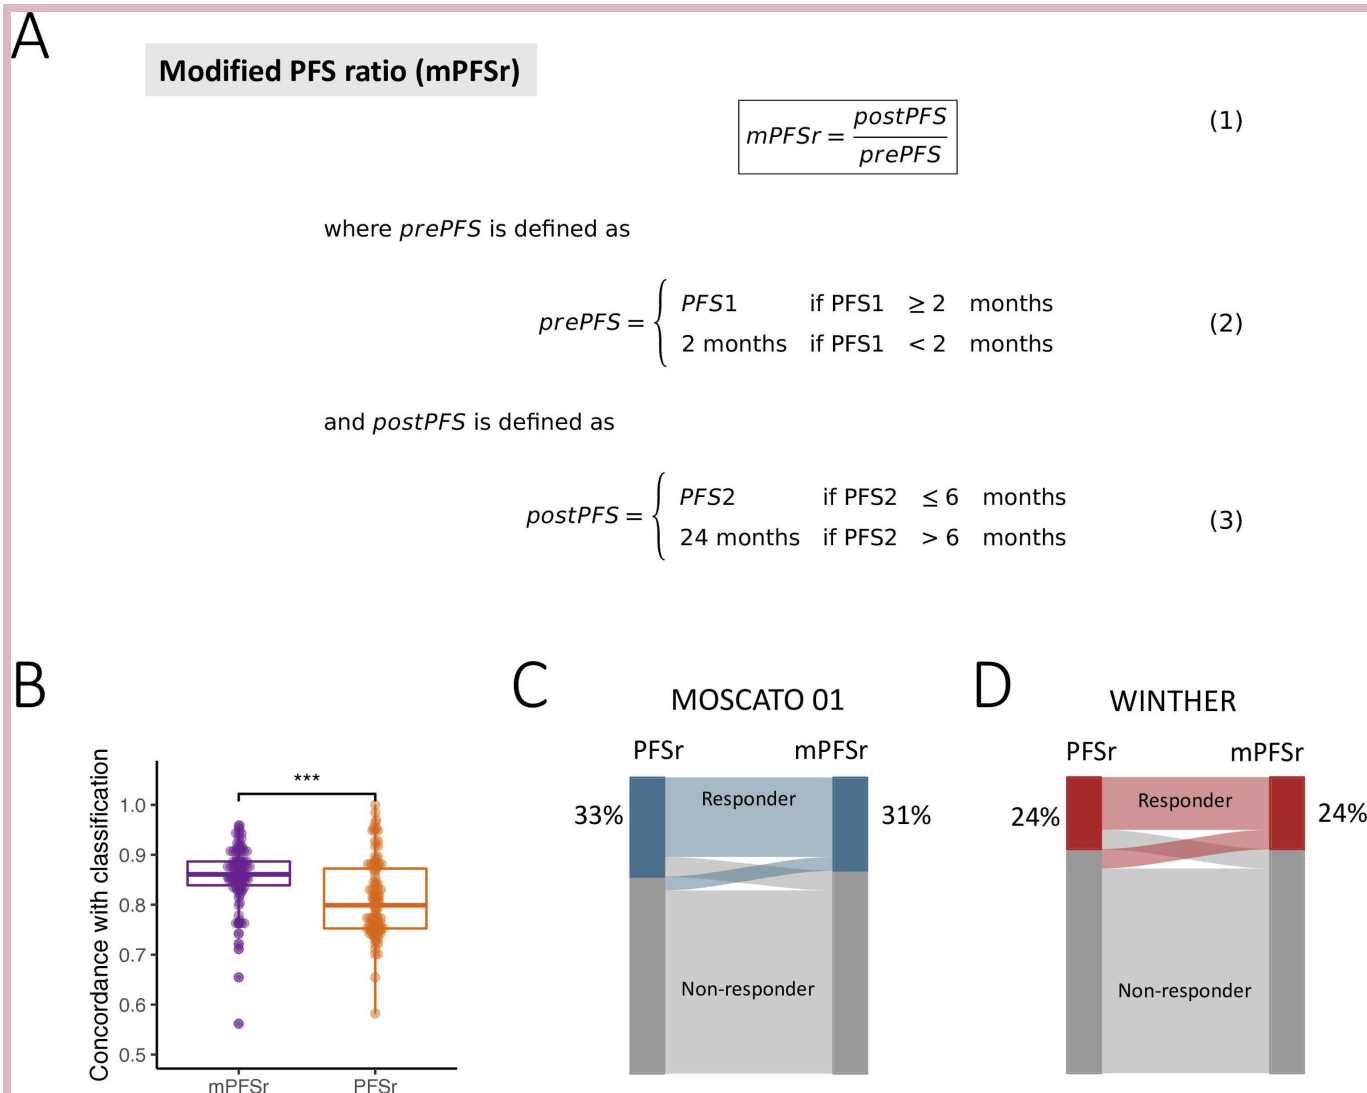 A
Modified PFS ratio (mPFSr)
mPFSr = postPFS / prePFS (1)
where prePFS is defined as
prePFS = { PFS1 if PFS1 ≥ 2 months
2 months if PFS1 < 2 months (2)
and postPFS is defined as
postPFS = { PFS2 if PFS2 ≤ 6 months
24 months if PFS2 > 6 months (3)
B
Concordance with classification
***
1.0
0.9
0.8
0.7
0.6
0.5
mPFSr PFSr
C
MOSCATO 01
PFSr mPFSr
33% Responder 31%
Non-responder
D
WINTHER
PFSr mPFSr
24% Responder 24%
Non-responder